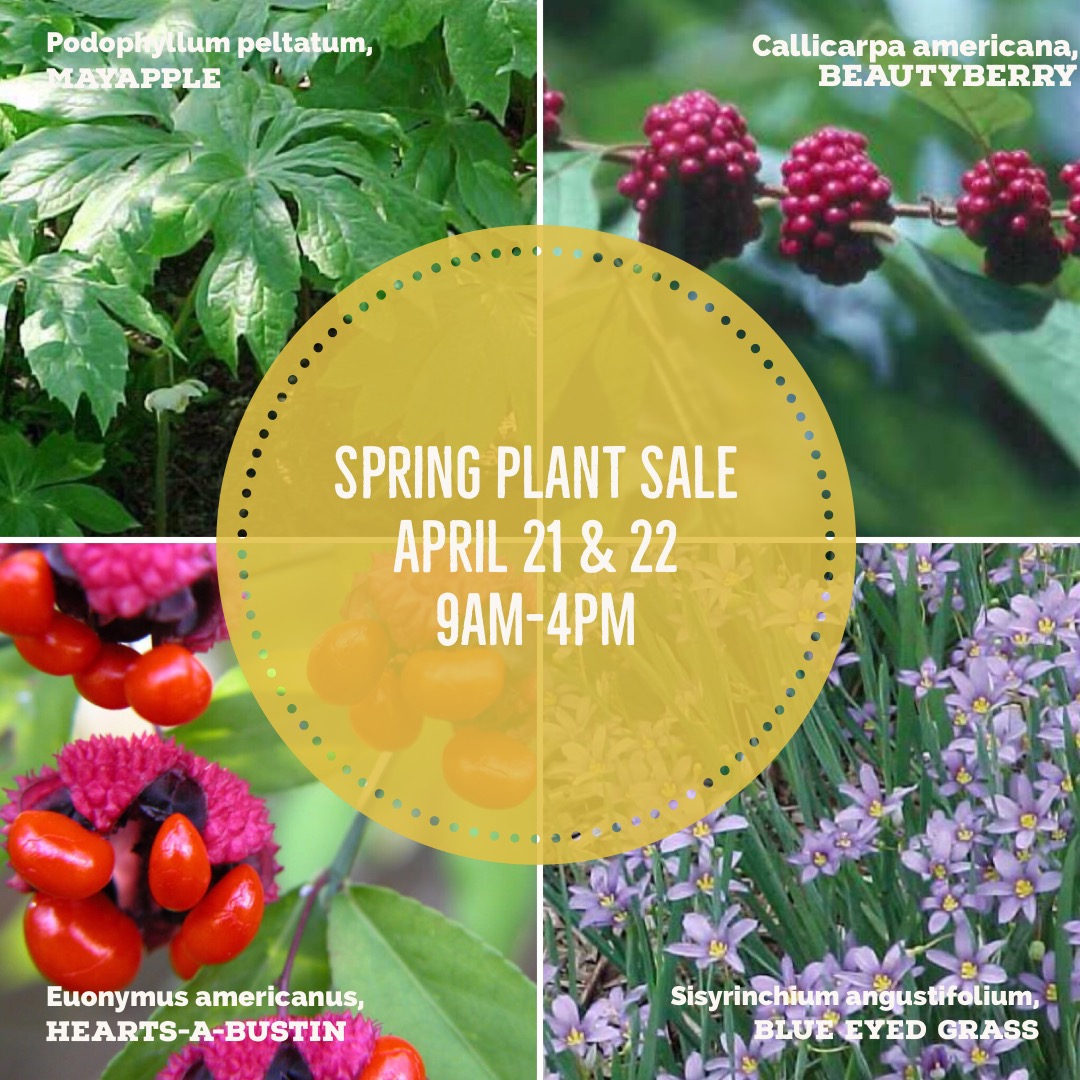 Podophyllum peltatum,
MAYAPPLE
Callicarpa americana,
BEAUTYBERRY
SPRING PLANT SALE
APRIL 21 & 22
9AM-4PM
Euonymus americanus,
HEARTS-A-BUSTIN
Sisyrinchium angustifolium,
BLUE EYED GRASS